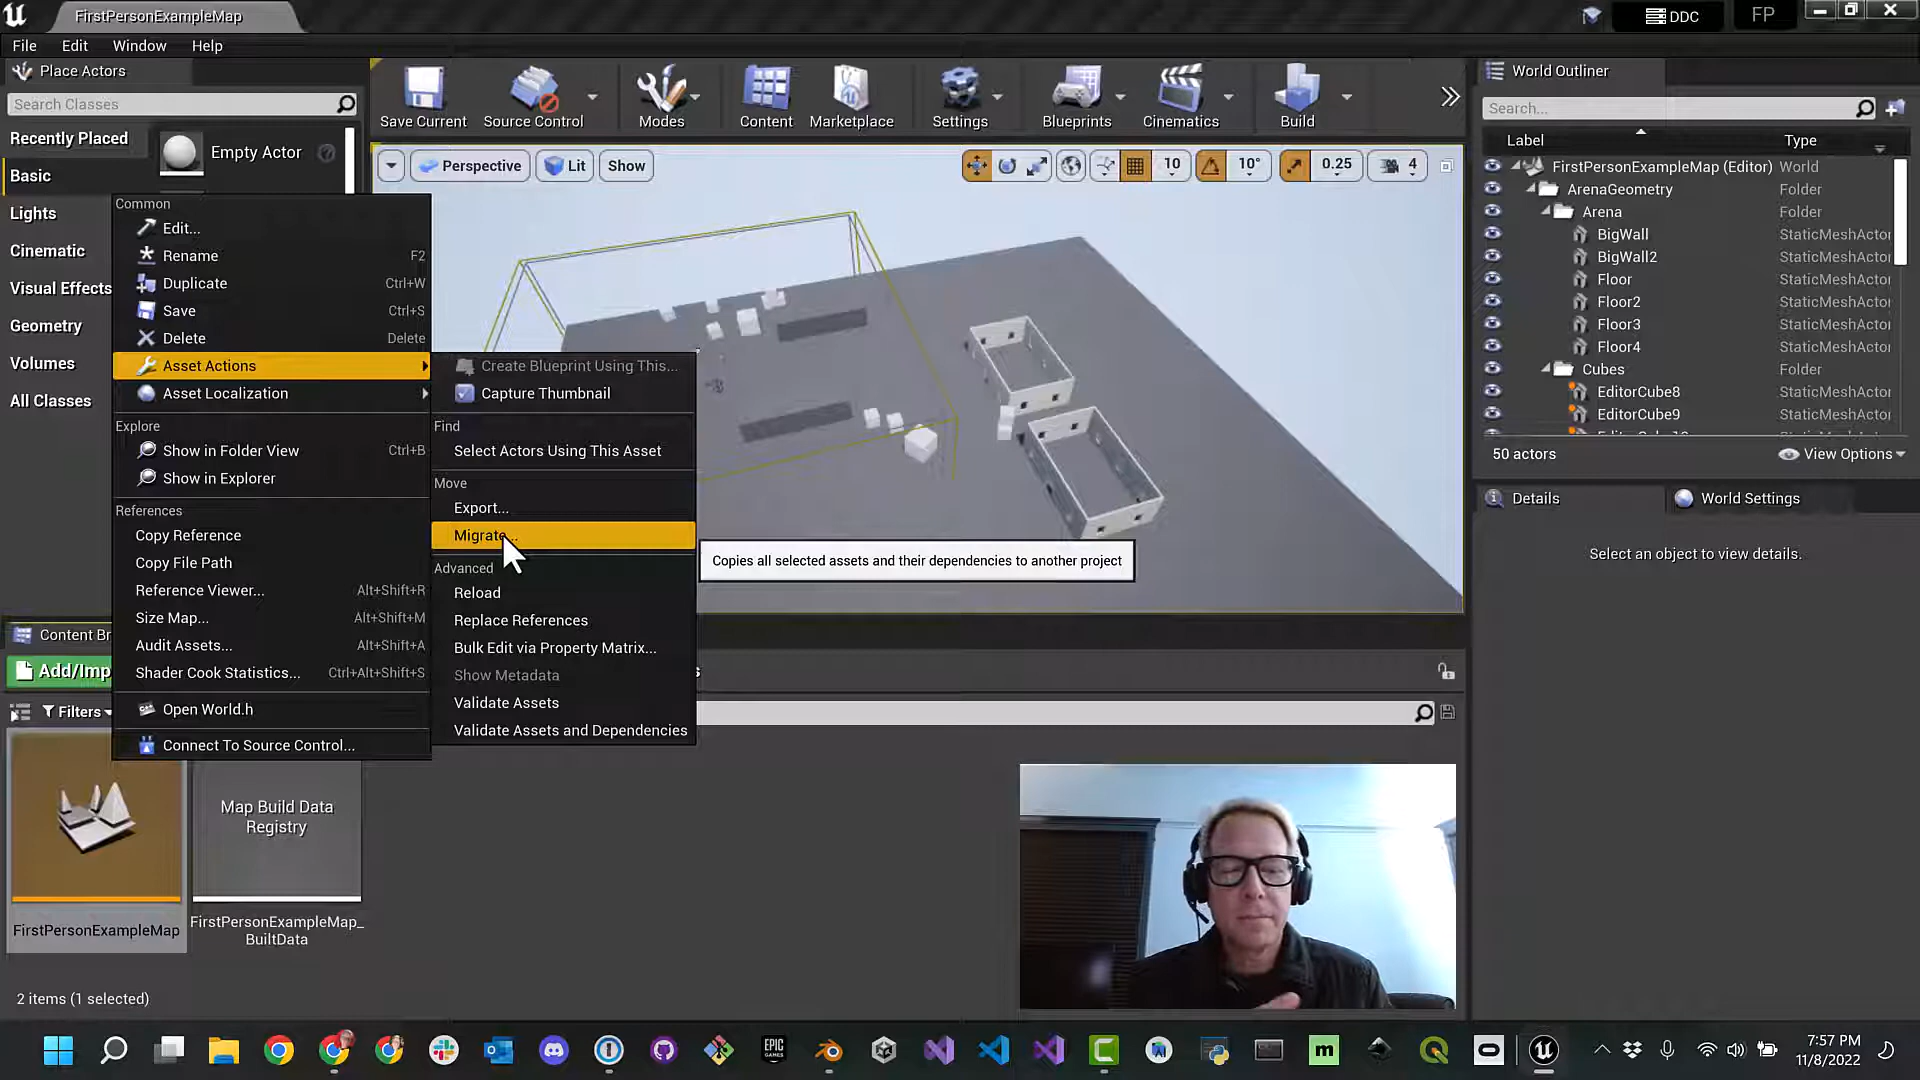 FirstPersonExampleMap
DDC
FP
File
Edit
Window
Help
Place Actors
Search Classes
Recently Placed
Basic
Lights
Cinematic
Visual Effects
Geometry
Volumes
All Classes
Empty Actor
Save Current
Source Control
Modes
Content
Marketplace
Settings
Blueprints
Cinematics
Build
Perspective
Lit
Show
10
10°
0.25
4
World Outliner
Search...
Label
Type
FirstPersonExampleMap (Editor) World
ArenaGeometry Folder
Arena Folder
BigWall StaticMeshActor
BigWall2 StaticMeshActor
Floor StaticMeshActor
Floor2 StaticMeshActor
Floor3 StaticMeshActor
Floor4 StaticMeshActor
Cubes Folder
EditorCube8 StaticMeshActor
EditorCube9 StaticMeshActor
50 actors
View Options
Details
World Settings
Select an object to view details.
Common
Edit...
Rename F2
Duplicate Ctrl+W
Save Ctrl+S
Delete Delete
Asset Actions
Asset Localization
Explore
Show in Folder View Ctrl+B
Show in Explorer
References
Copy Reference
Copy File Path
Reference Viewer... Alt+Shift+R
Size Map... Alt+Shift+M
Audit Assets... Alt+Shift+A
Shader Cook Statistics... Ctrl+Alt+Shift+S
Open World.h
Connect To Source Control...
Create Blueprint Using This...
Capture Thumbnail
Find
Select Actors Using This Asset
Move
Export...
Migrate...
Advanced
Reload
Replace References
Bulk Edit via Property Matrix...
Show Metadata
Validate Assets
Validate Assets and Dependencies
Copies all selected assets and their dependencies to another project
Content Br
Add/Imp
Filters
Map Build Data
Registry
FirstPersonExampleMap
FirstPersonExampleMap_
BuiltData
2 items (1 selected)
EPIC
GAMES
m
7:57 PM
11/8/2022